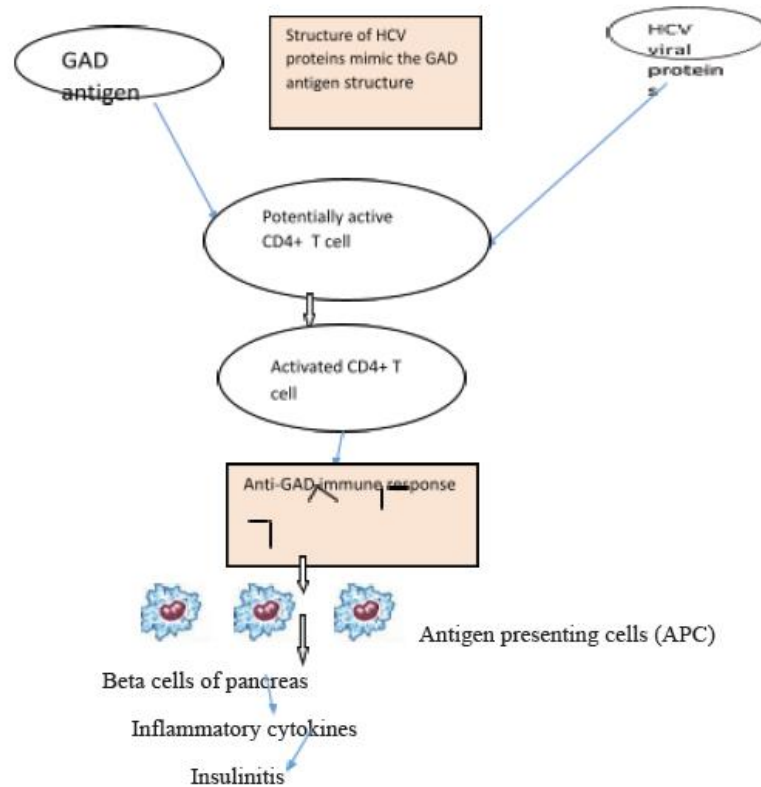 GAD
antigen
Structure of HCV
proteins mimic the GAD
antigen structure
HCV
viral
protein
s
Potentially active
CD4+ T cell
Activated CD4+ T
cell
Anti-GAD immune response
Antigen presenting cells (APC)
Beta cells of pancreas
Inflammatory cytokines
Insulinitis